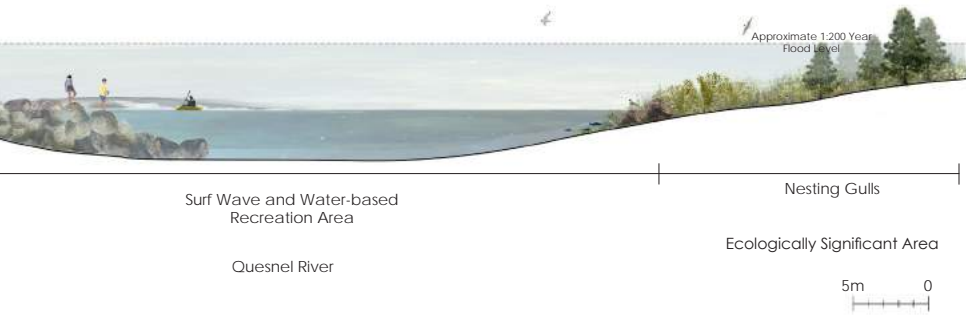 Approximate 1:200 Year
Flood Level
Surf Wave and Water-based
Recreation Area
Nesting Gulls
Ecologically Significant Area
Quesnel River
5m 0